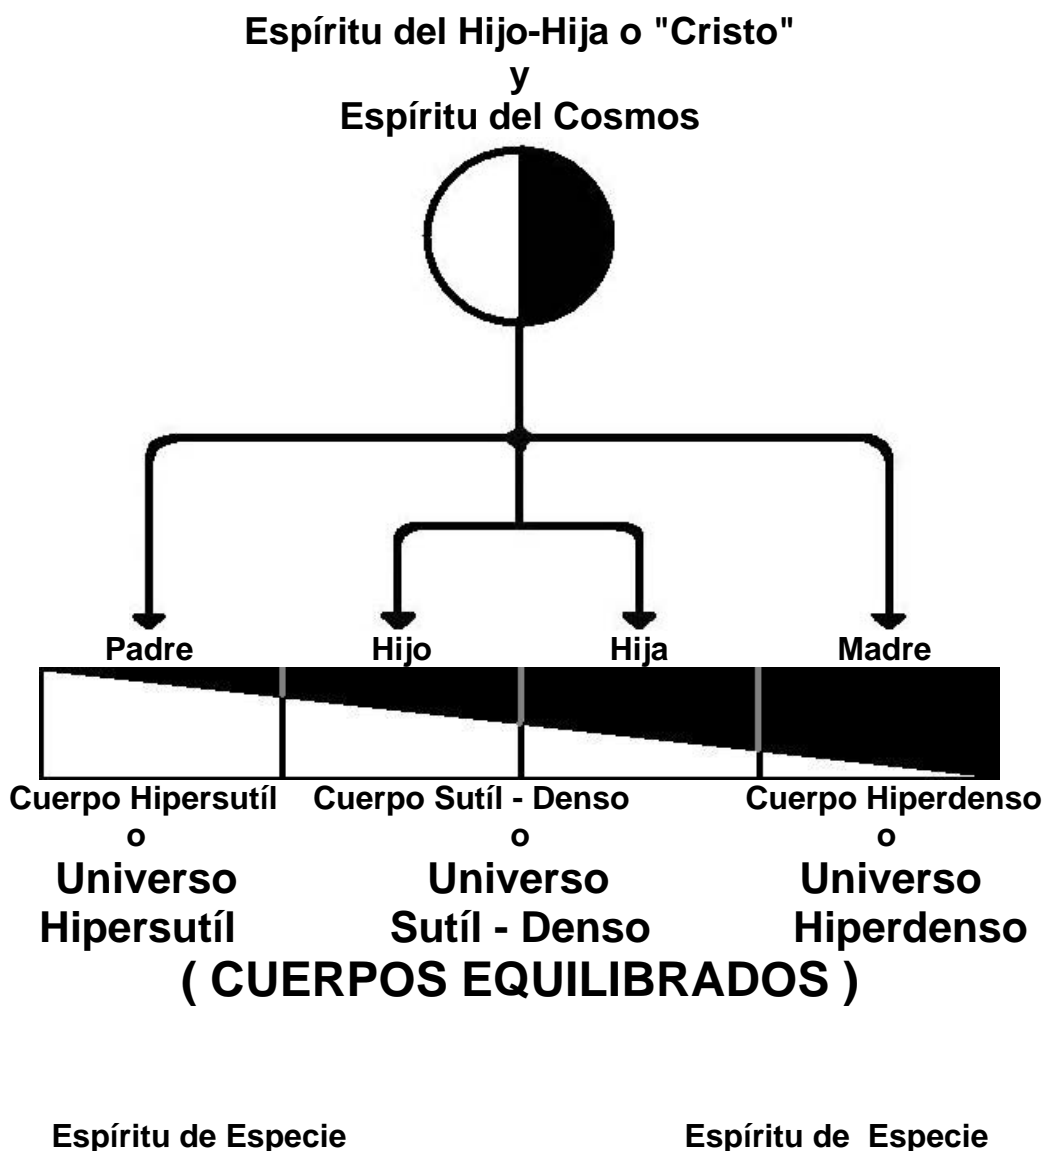 Espíritu del Hijo-Hija o "Cristo"
y
Espíritu del Cosmos
Padre Hijo Hija Madre
Cuerpo Hipersutíl Cuerpo Sutíl - Denso Cuerpo Hiperdenso
o o o
Universo Universo Universo
Hipersutíl Sutíl - Denso Hiperdenso
( CUERPOS EQUILIBRADOS )
Espíritu de Especie Espíritu de Especie